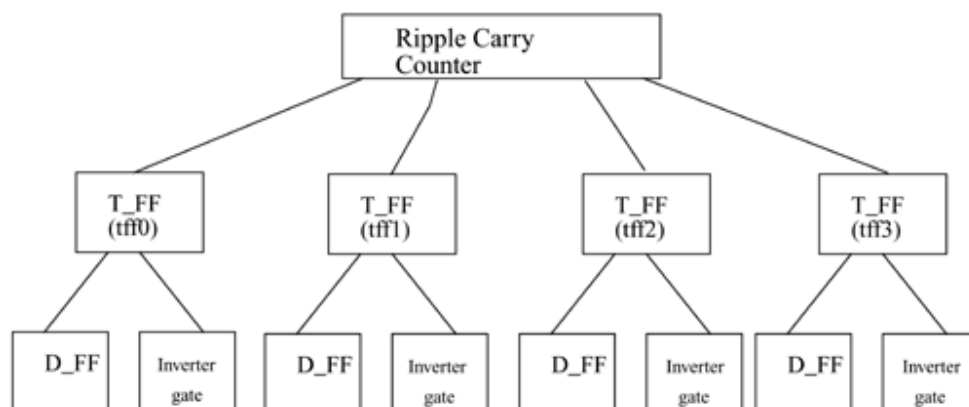 Ripple Carry
Counter
T_FF
(tff0)
T_FF
(tff1)
T_FF
(tff2)
T_FF
(tff3)
D_FF
Inverter
gate
D_FF
Inverter
gate
D_FF
Inverter
gate
D_FF
Inverter
gate